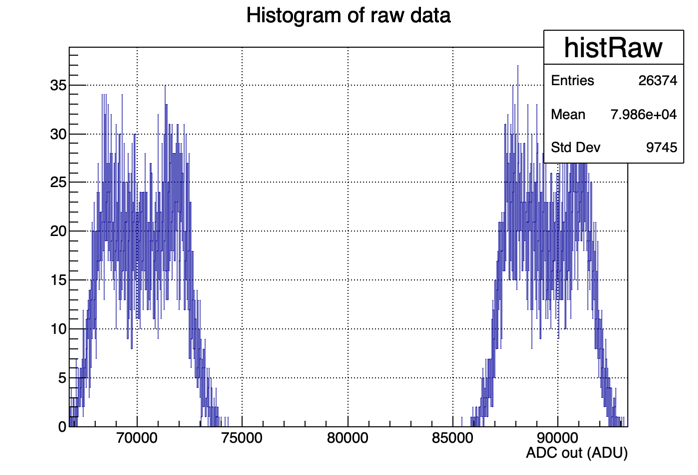 Histogram of raw data
histRaw
Entries 26374
Mean 7.986e+04
Std Dev 9745
35
30
25
20
15
10
5
0
70000 75000 80000 85000 90000
ADC out (ADU)